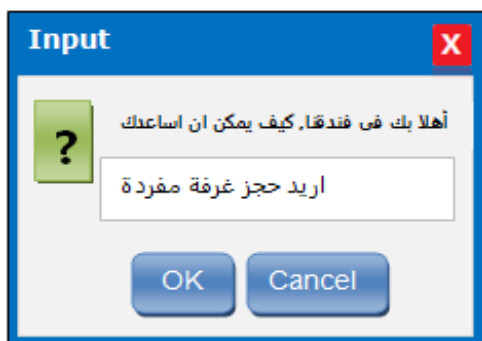 Input
X
?
أهلا بك فى فندقنا, كيف يمكن ان اساعدك
اريد حجز غرفة مفردة
OK Cancel